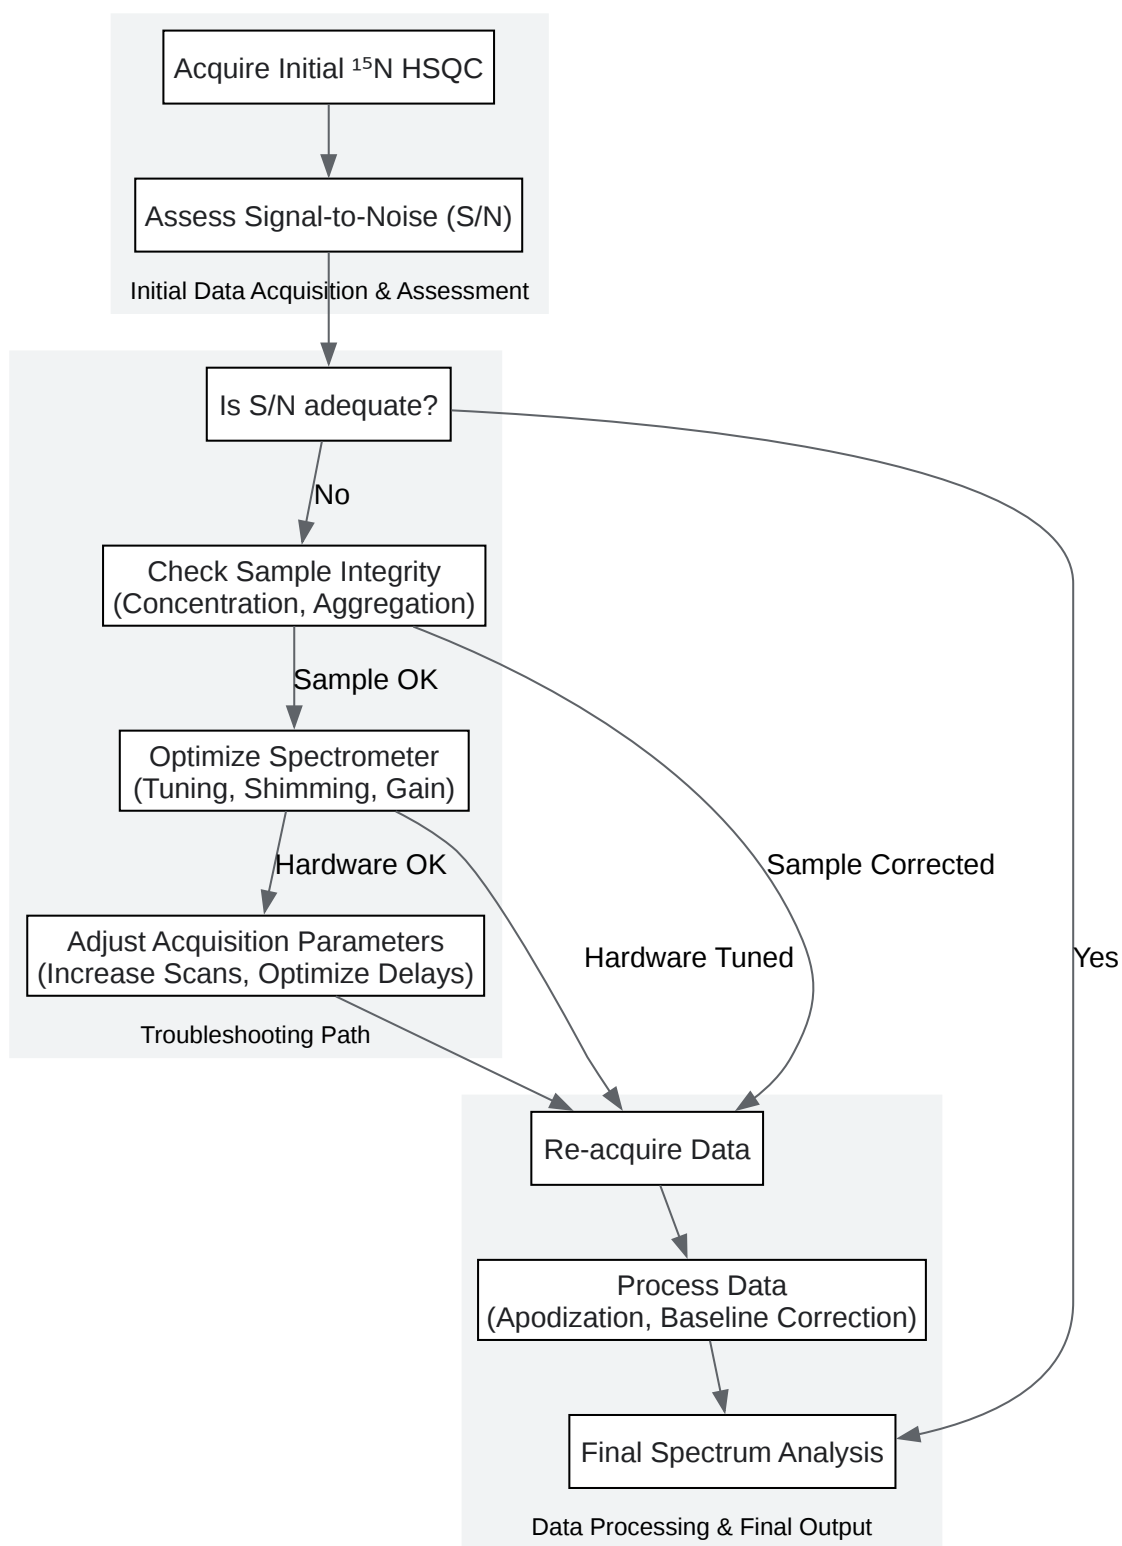 Acquire Initial ¹⁵N HSQC
Assess Signal-to-Noise (S/N)
Initial Data Acquisition & Assessment
Is S/N adequate?
No
Check Sample Integrity
(Concentration, Aggregation)
Sample OK
Optimize Spectrometer
(Tuning, Shimming, Gain)
Hardware OK
Sample Corrected
Adjust Acquisition Parameters
(Increase Scans, Optimize Delays)
Hardware Tuned
Yes
Troubleshooting Path
Re-acquire Data
Process Data
(Apodization, Baseline Correction)
Final Spectrum Analysis
Data Processing & Final Output